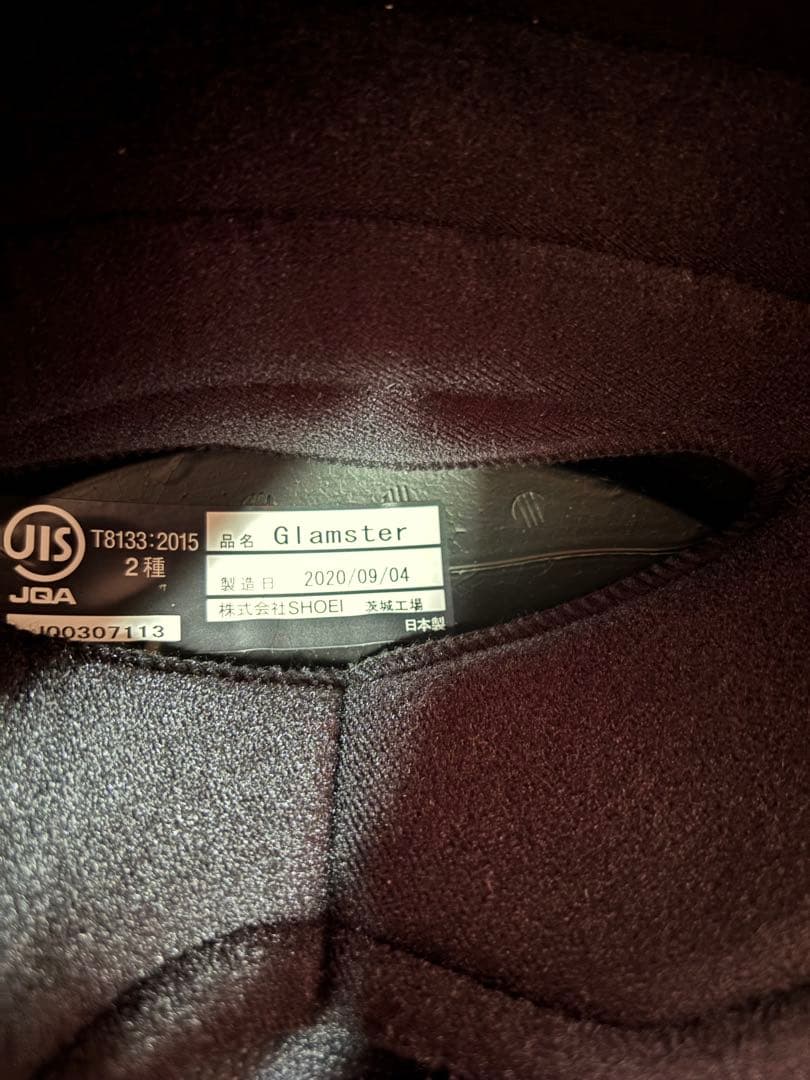 JIS
JQA
T8133:2015
2種
JQ0307113
品名 Glamster
製造日 2020/09/04
株式会社SHOEI 茨城工場
日本製